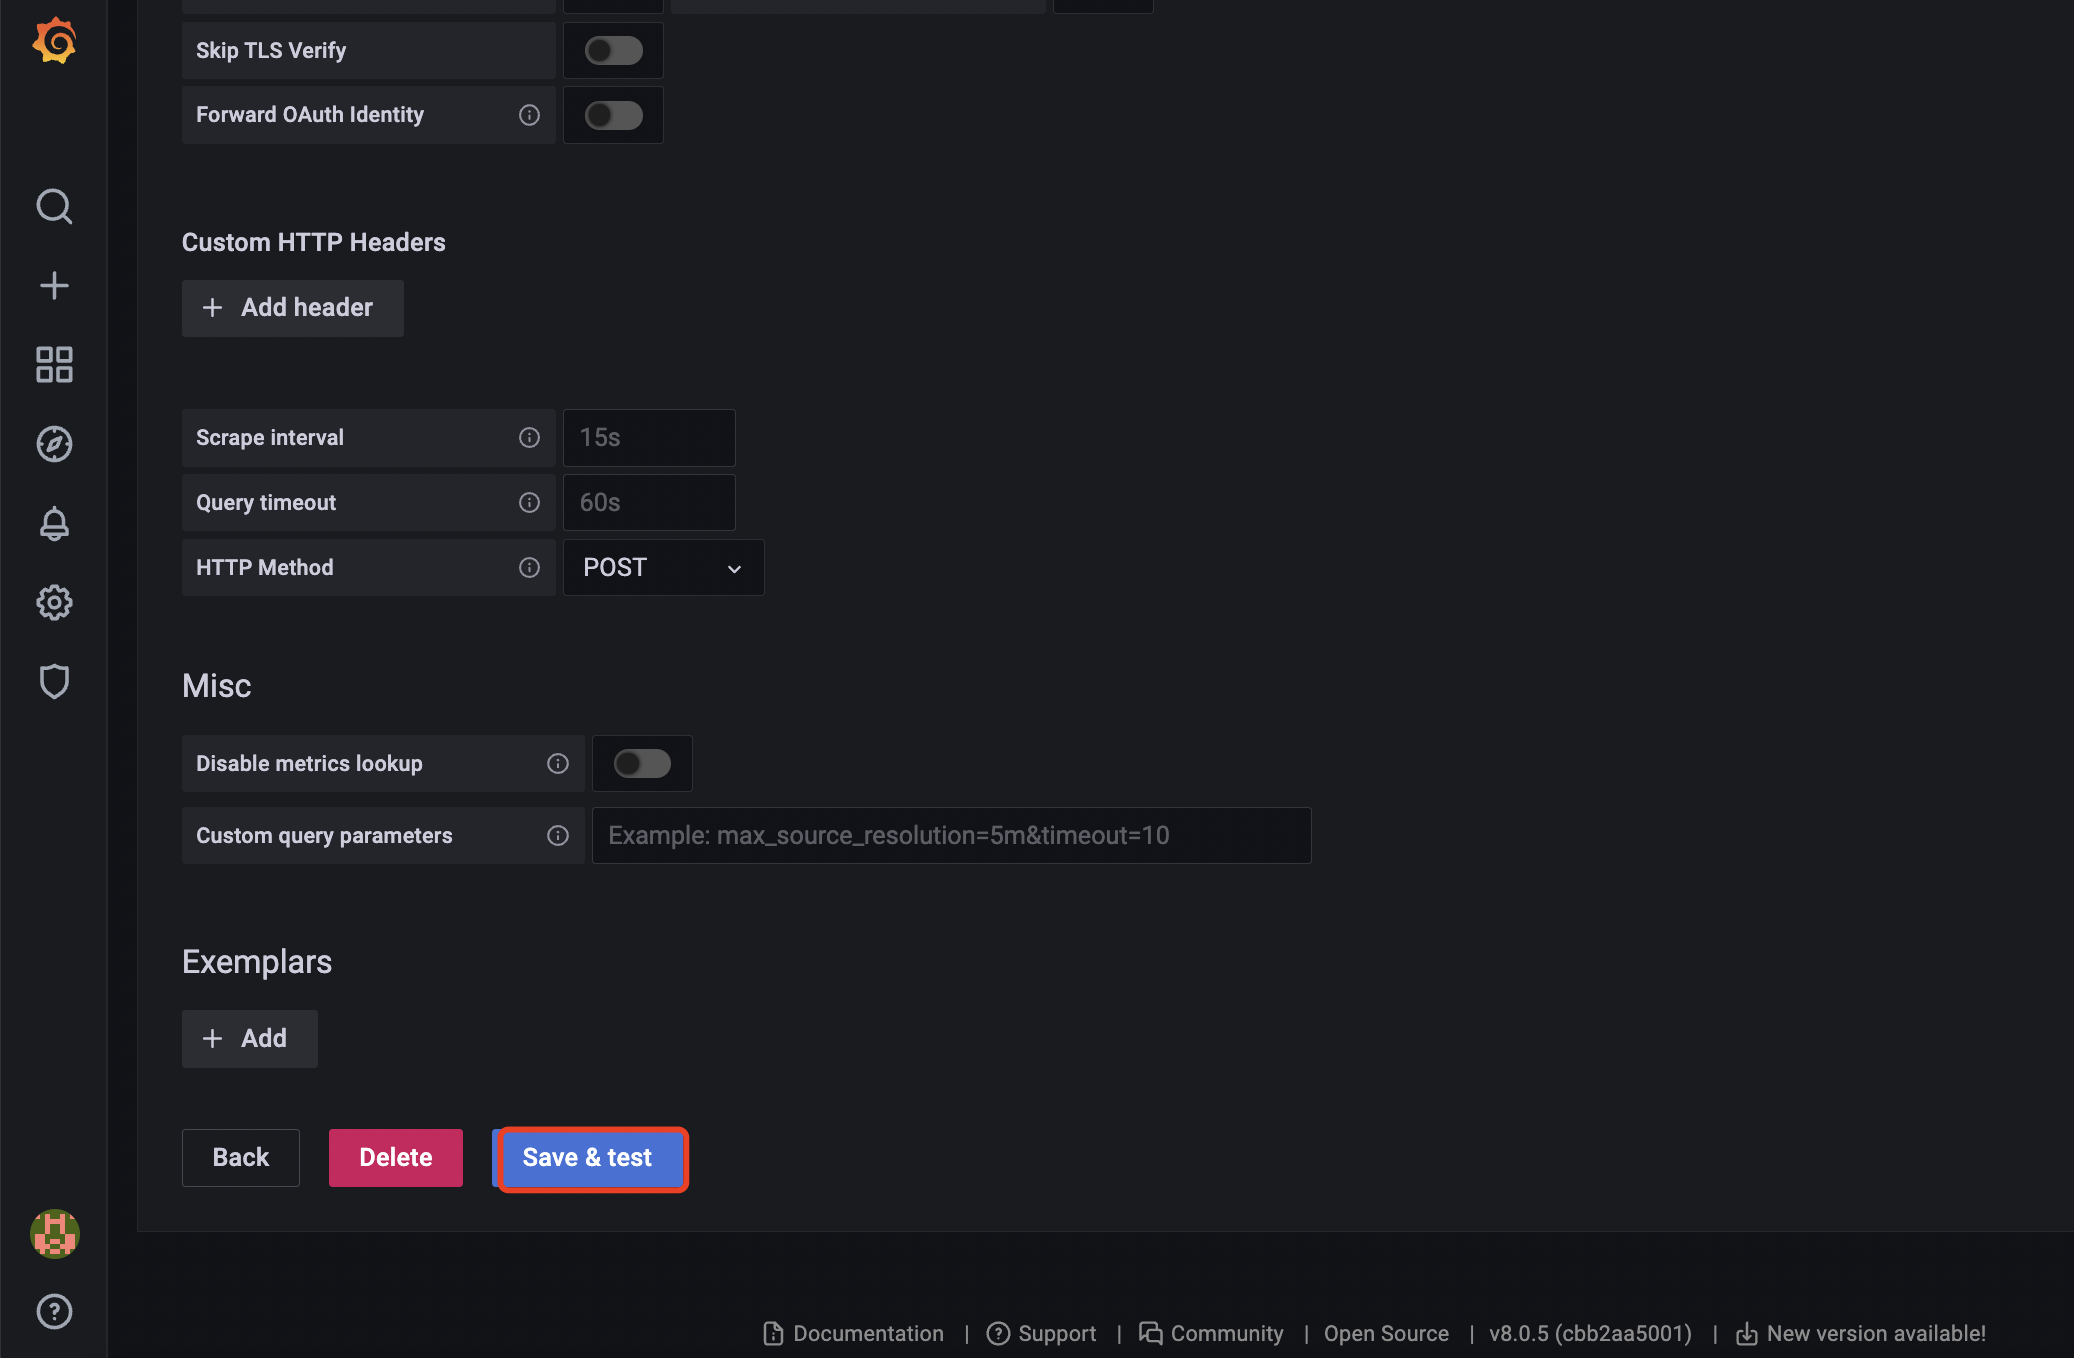 Skip TLS Verify
Forward OAuth Identity
Custom HTTP Headers
Add header
Scrape interval
15s
Query timeout
60s
HTTP Method
POST
Misc
Disable metrics lookup
Custom query parameters
Example: max_source_resolution=5m&timeout=10
Exemplars
Add
Back Delete Save & test
Documentation | Support | Community | Open Source | v8.0.5 (cbb2aa5001) | New version available!